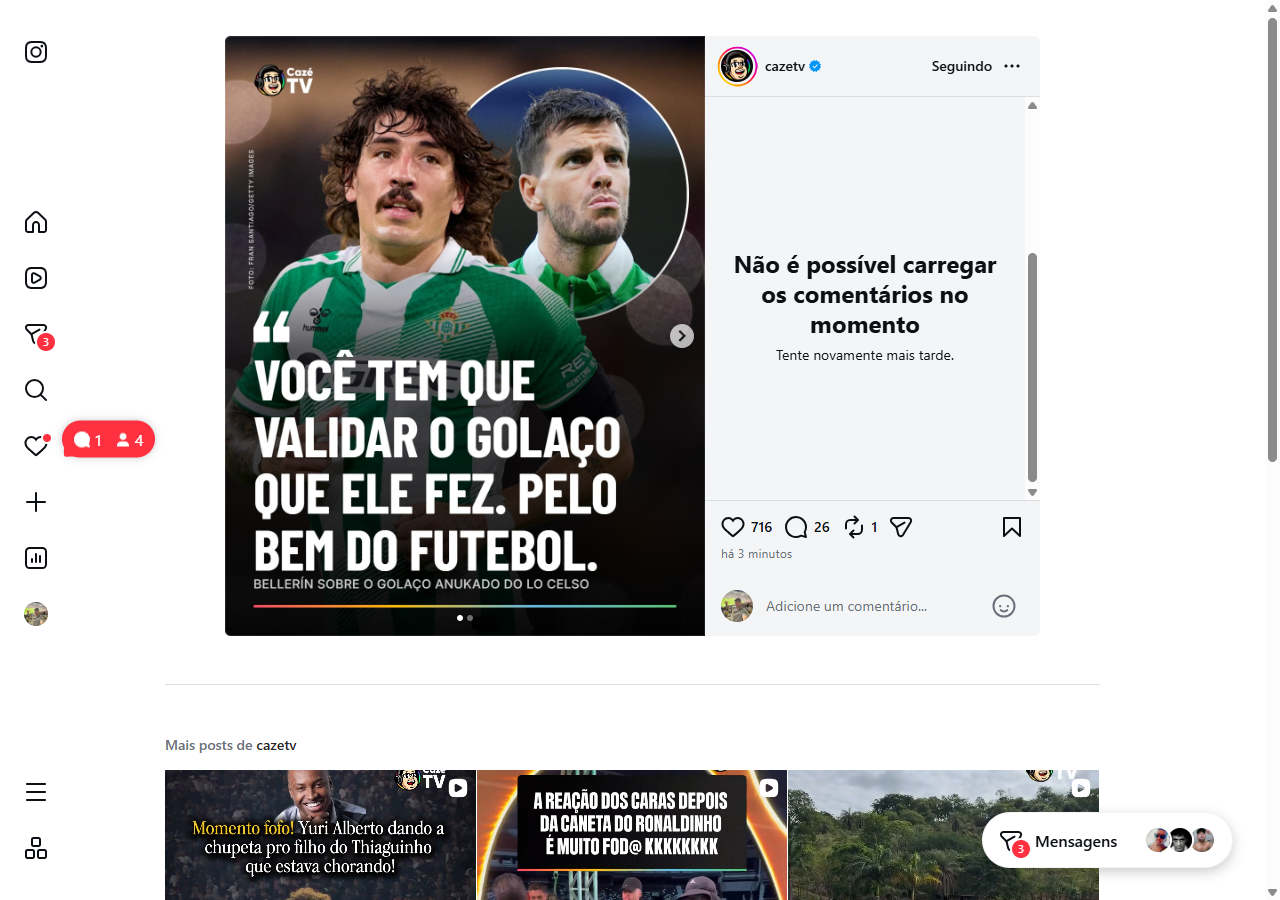 Cazé
TV
FOTO: FRAN SANTIAGO/GETTY IMAGES
hummel
“
VOCÊ TEM QUE
VALIDAR O GOLAÇO
QUE ELE FEZ. PELO
BEM DO FUTEBOL.
BELLERÍN SOBRE O GOLAÇO ANUKADO DO LO CELSO
cazetv
Seguindo
Não é possível carregar
os comentários no
momento
Tente novamente mais tarde.
716
26
1
há 3 minutos
Adicione um comentário...
3
1
4
Mais posts de cazetv
TV
Momento fofo! Yuri Alberto dando a
chupeta pro filho do Thiaguinho
que estava chorando!
A REAÇÃO DOS CARAS DEPOIS
DA CANETA DO RONALDINHO
É MUITO FOD@ KKKKKKKK
TV
3
Mensagens